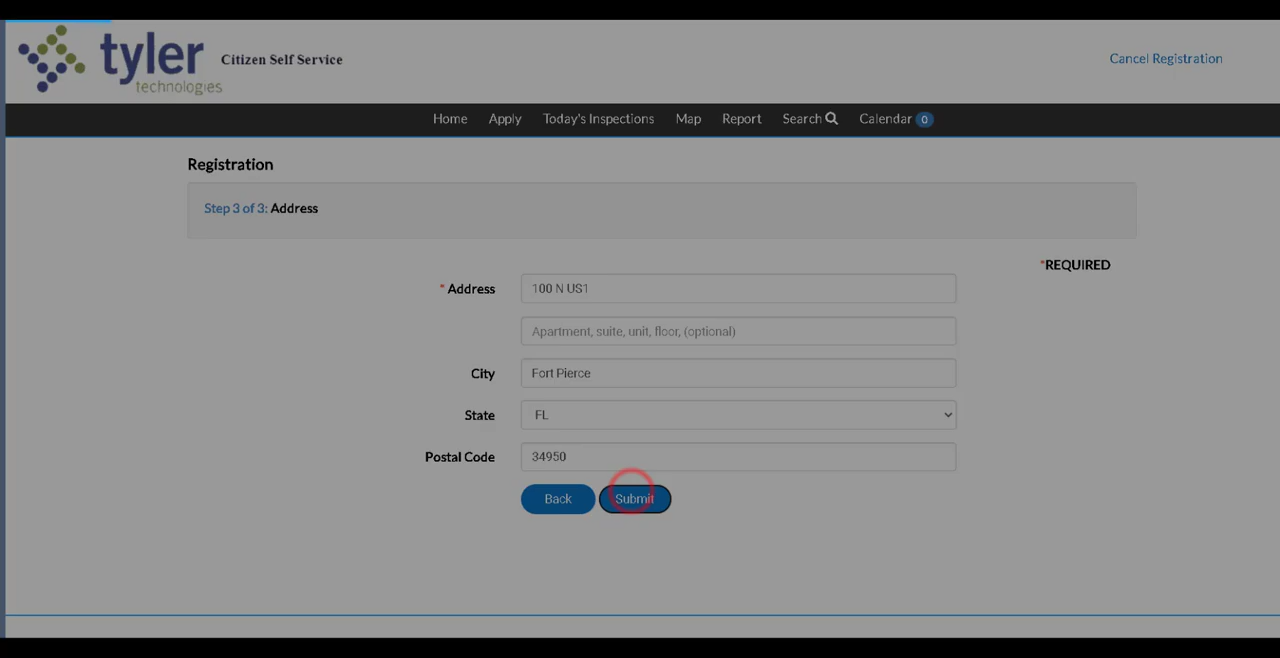 tyler
technologies
Citizen Self Service
Cancel Registration
Home Apply Today's Inspections Map Report Search Calendar 0
Registration
Step 3 of 3: Address
*REQUIRED
* Address 100 N US1
Apartment, suite, unit, floor, (optional)
City Fort Pierce
State FL
Postal Code 34950
Back Submit